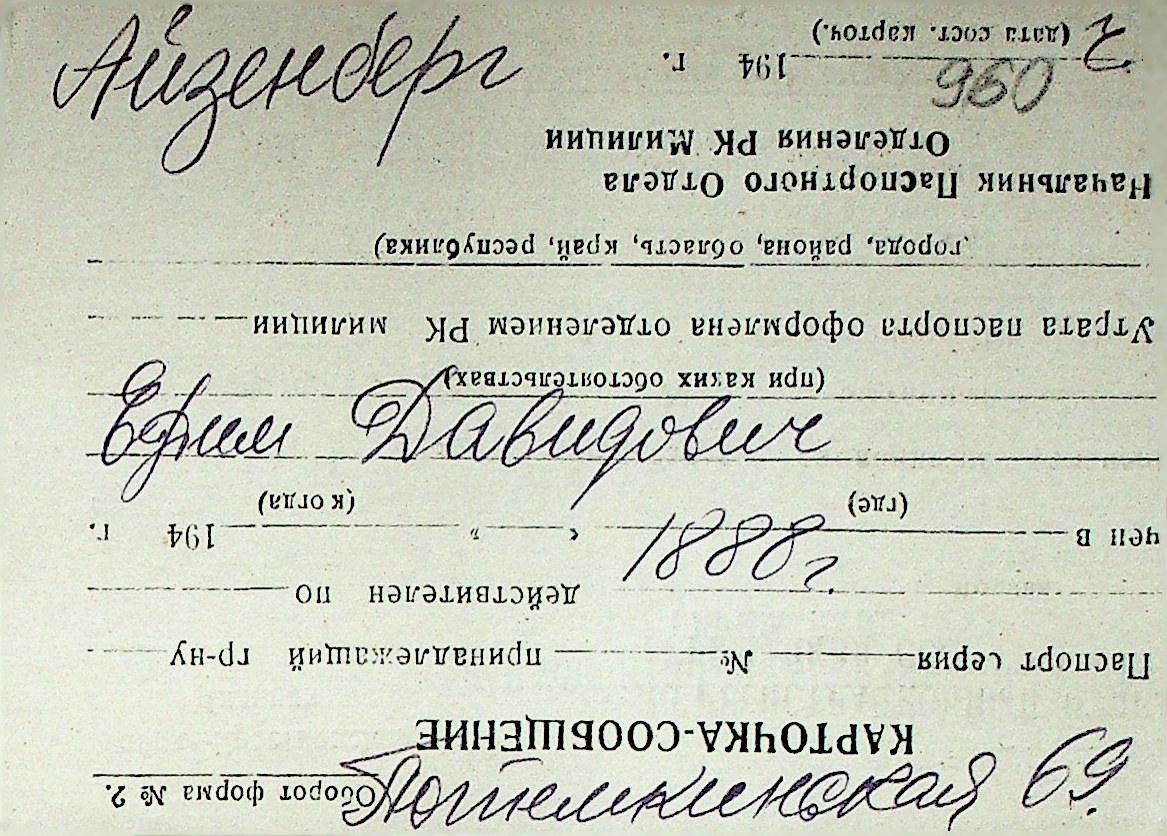 Айзенберг
Ефим Давидович
1888 г.
Потемкинская 69.
2
960
Оборот форма № 2.
КАРТОЧКА-СООБЩЕНИЕ
Паспорт серия № принадлежащий гр-ну
действителен по
чен в « » 194 г.
(где) (когда)
(при каких обстоятельствах)
Утрата паспорта оформлена отделением РК милиции
города, района, область, край, республика)
Начальник Паспортного Отдела
Отделения РК Милиции
194 г.
(дата сост. карточ.)